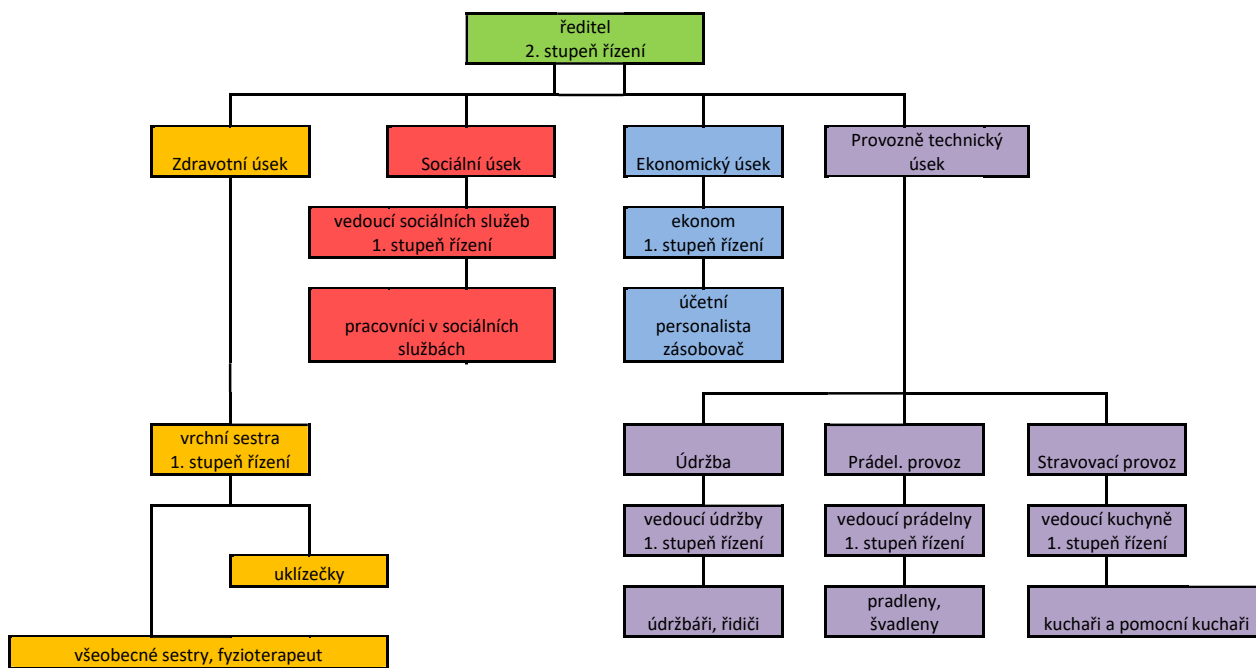 ředitel
2. stupeň řízení
Zdravotní úsek
Sociální úsek
Ekonomický úsek
Provozně technický
úsek
vedoucí sociálních služeb
1. stupeň řízení
ekonom
1. stupeň řízení
pracovníci v sociálních
službách
účetní
personalista
zásobovač
vrchní sestra
1. stupeň řízení
Údržba
Prádel. provoz
Stravovací provoz
vedoucí údržby
1. stupeň řízení
vedoucí prádelny
1. stupeň řízení
vedoucí kuchyně
1. stupeň řízení
uklízečky
údržbáři, řidiči
pradleny,
švadleny
kuchaři a pomocní kuchaři
všeobecné sestry, fyzioterapeut